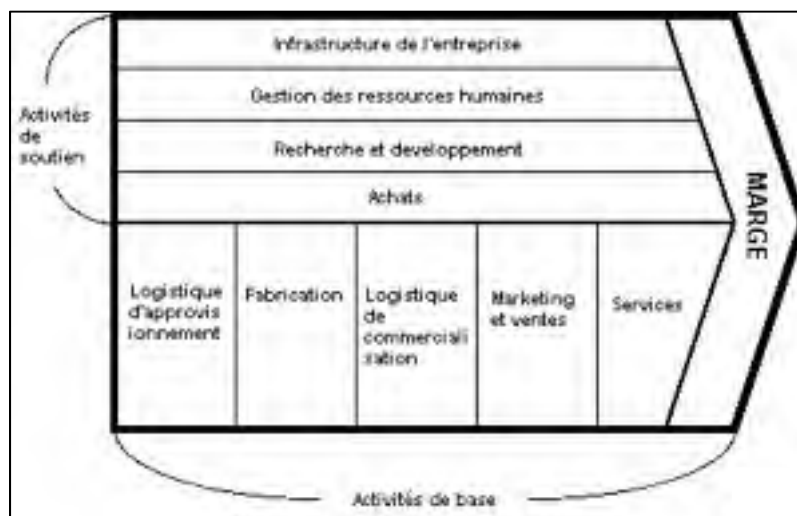 Infrastructure de l'entreprise
Gestion des ressources humaines
Activités
de
soutien
Recherche et developpement
Achats
MARGE
Logistique
d'approvis
ionnement
Fabrication
Logistique
de
commerciali
sation
Marketing
et ventes
Services
Activités de base